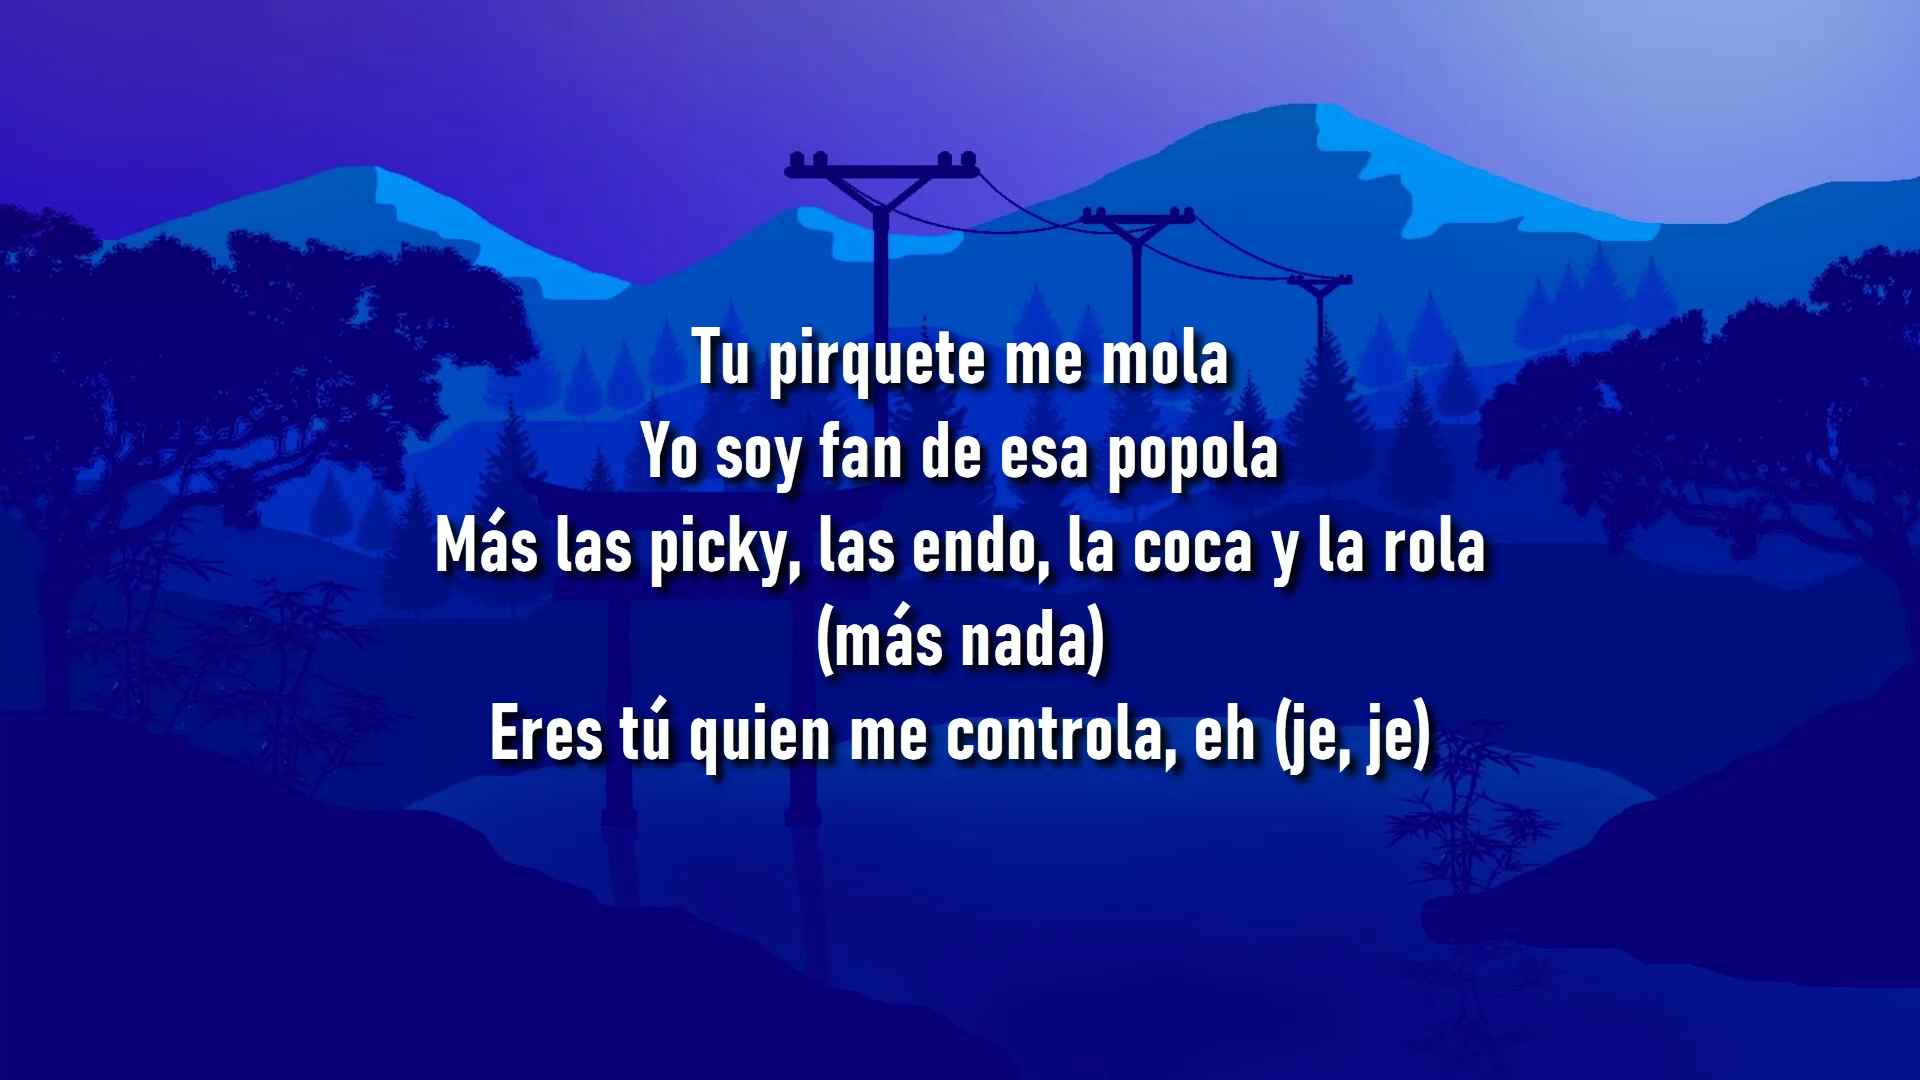 Tu pirquete me mola
Yo soy fan de esa popola
Más las picky, las endo, la coca y la rola
(más nada)
Eres tú quien me controla, eh (je, je)